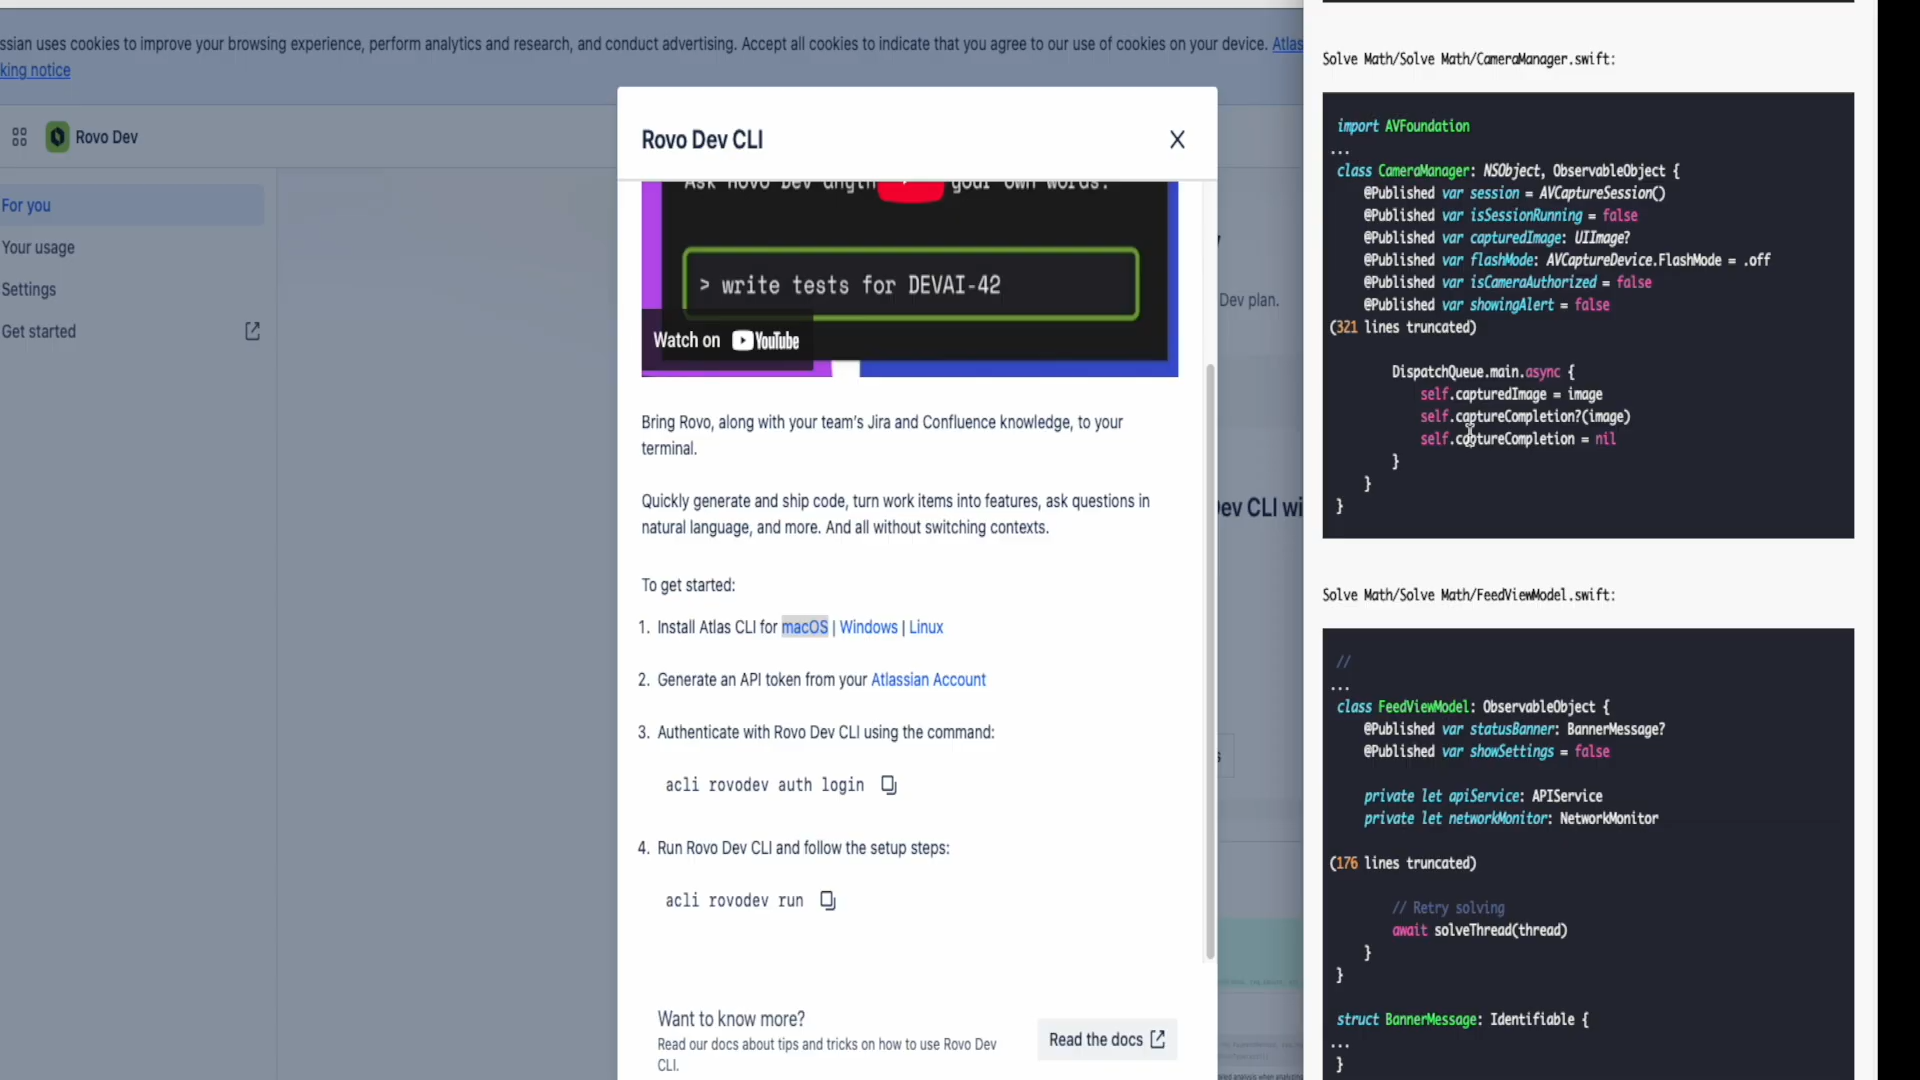 ssian uses cookies to improve your browsing experience, perform analytics and research, and conduct advertising. Accept all cookies to indicate that you agree to our use of cookies on your device. Atlas
king notice
Rovo Dev
For you
Your usage
Settings
Get started
Rovo Dev CLI
Ask Rovo Dev your own words.
> write tests for DEVAI-42
Watch on YouTube
Bring Rovo, along with your team's Jira and Confluence knowledge, to your
terminal.
Quickly generate and ship code, turn work items into features, ask questions in
natural language, and more. And all without switching contexts.
To get started:
1. Install Atlas CLI for macOS | Windows | Linux
2. Generate an API token from your Atlassian Account
3. Authenticate with Rovo Dev CLI using the command:
acli rovodev auth login
4. Run Rovo Dev CLI and follow the setup steps:
acli rovodev run
Want to know more?
Read our docs about tips and tricks on how to use Rovo Dev
CLI.
Read the docs
Dev plan.
Dev CLI wi
Solve Math/Solve Math/CameraManager.swift:
import AVFoundation
...
class CameraManager: NSObject, ObservableObject {
@Published var session = AVCaptureSession()
@Published var isSessionRunning = false
@Published var capturedImage: UIImage?
@Published var flashMode: AVCaptureDevice.FlashMode = .off
@Published var isCameraAuthorized = false
@Published var showingAlert = false
(321 lines truncated)
DispatchQueue.main.async {
self.capturedImage = image
self.captureCompletion?(image)
self.captureCompletion = nil
}
}
}
Solve Math/Solve Math/FeedViewModel.swift:
//
...
class FeedViewModel: ObservableObject {
@Published var statusBanner: BannerMessage?
@Published var showSettings = false
private let apiService: APIService
private let networkMonitor: NetworkMonitor
(176 lines truncated)
// Retry solving
await solveThread(thread)
}
}
struct BannerMessage: Identifiable {
...
}